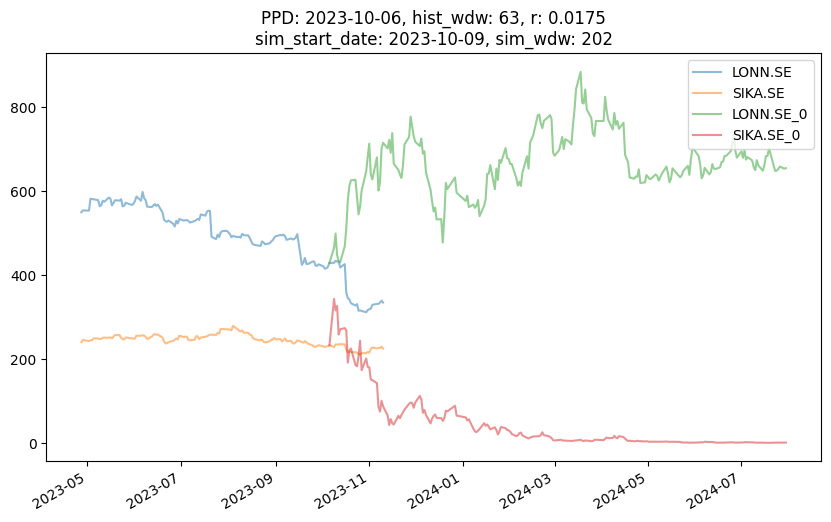 PPD: 2023-10-06, hist_wdw: 63, r: 0.0175
sim_start_date: 2023-10-09, sim_wdw: 202
LONN.SE
SIKA.SE
LONN.SE_0
SIKA.SE_0
800
600
400
200
0
2023-05
2023-07
2023-09
2023-11
2024-01
2024-03
2024-05
2024-07